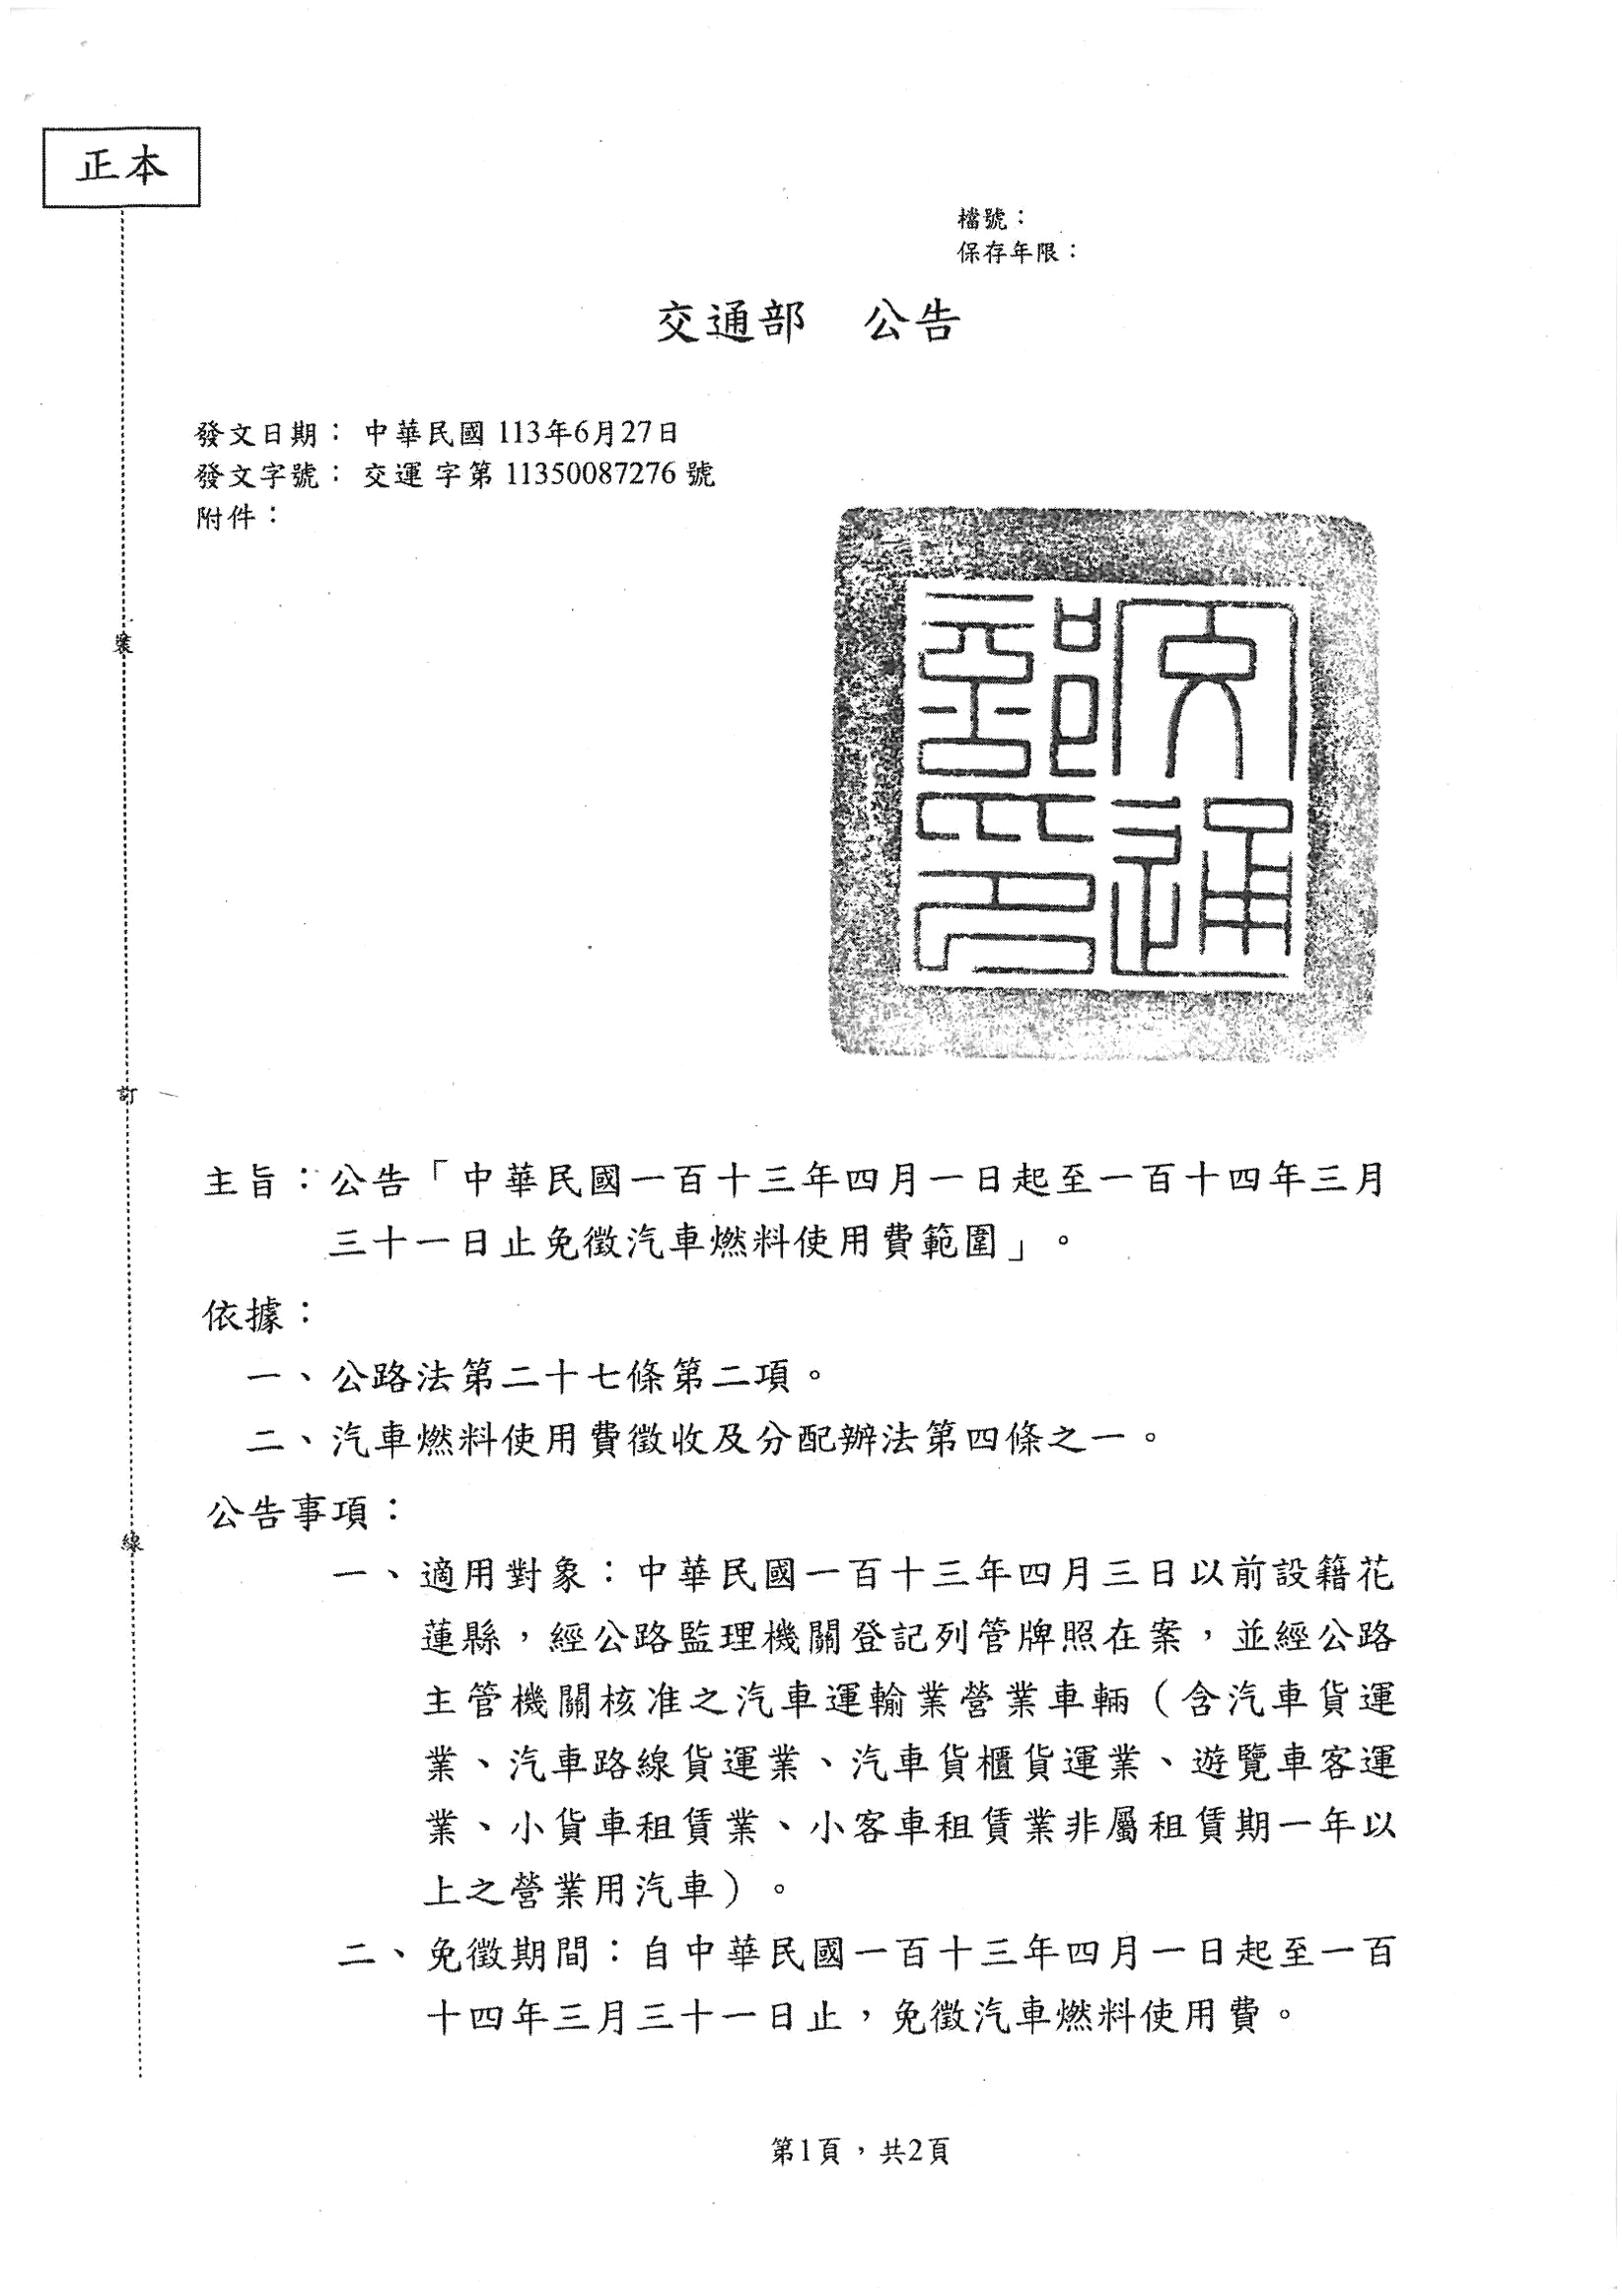 正本
檔號：
保存年限：
交通部　公告
發文日期：中華民國113年6月27日
發文字號：交運字第11350087276號
附件：
交通部印
裝
訂
線
主旨：公告「中華民國一百十三年四月一日起至一百十四年三月
三十一日止免徵汽車燃料使用費範圍」。
依據：
一、公路法第二十七條第二項。
二、汽車燃料使用費徵收及分配辦法第四條之一。
公告事項：
一、適用對象：中華民國一百十三年四月三日以前設籍花
蓮縣，經公路監理機關登記列管牌照在案，並經公路
主管機關核准之汽車運輸業營業車輛（含汽車貨運
業、汽車路線貨運業、汽車貨櫃貨運業、遊覽車客運
業、小貨車租賃業、小客車租賃業非屬租賃期一年以
上之營業用汽車）。
二、免徵期間：自中華民國一百十三年四月一日起至一百
十四年三月三十一日止，免徵汽車燃料使用費。
第1頁，共2頁